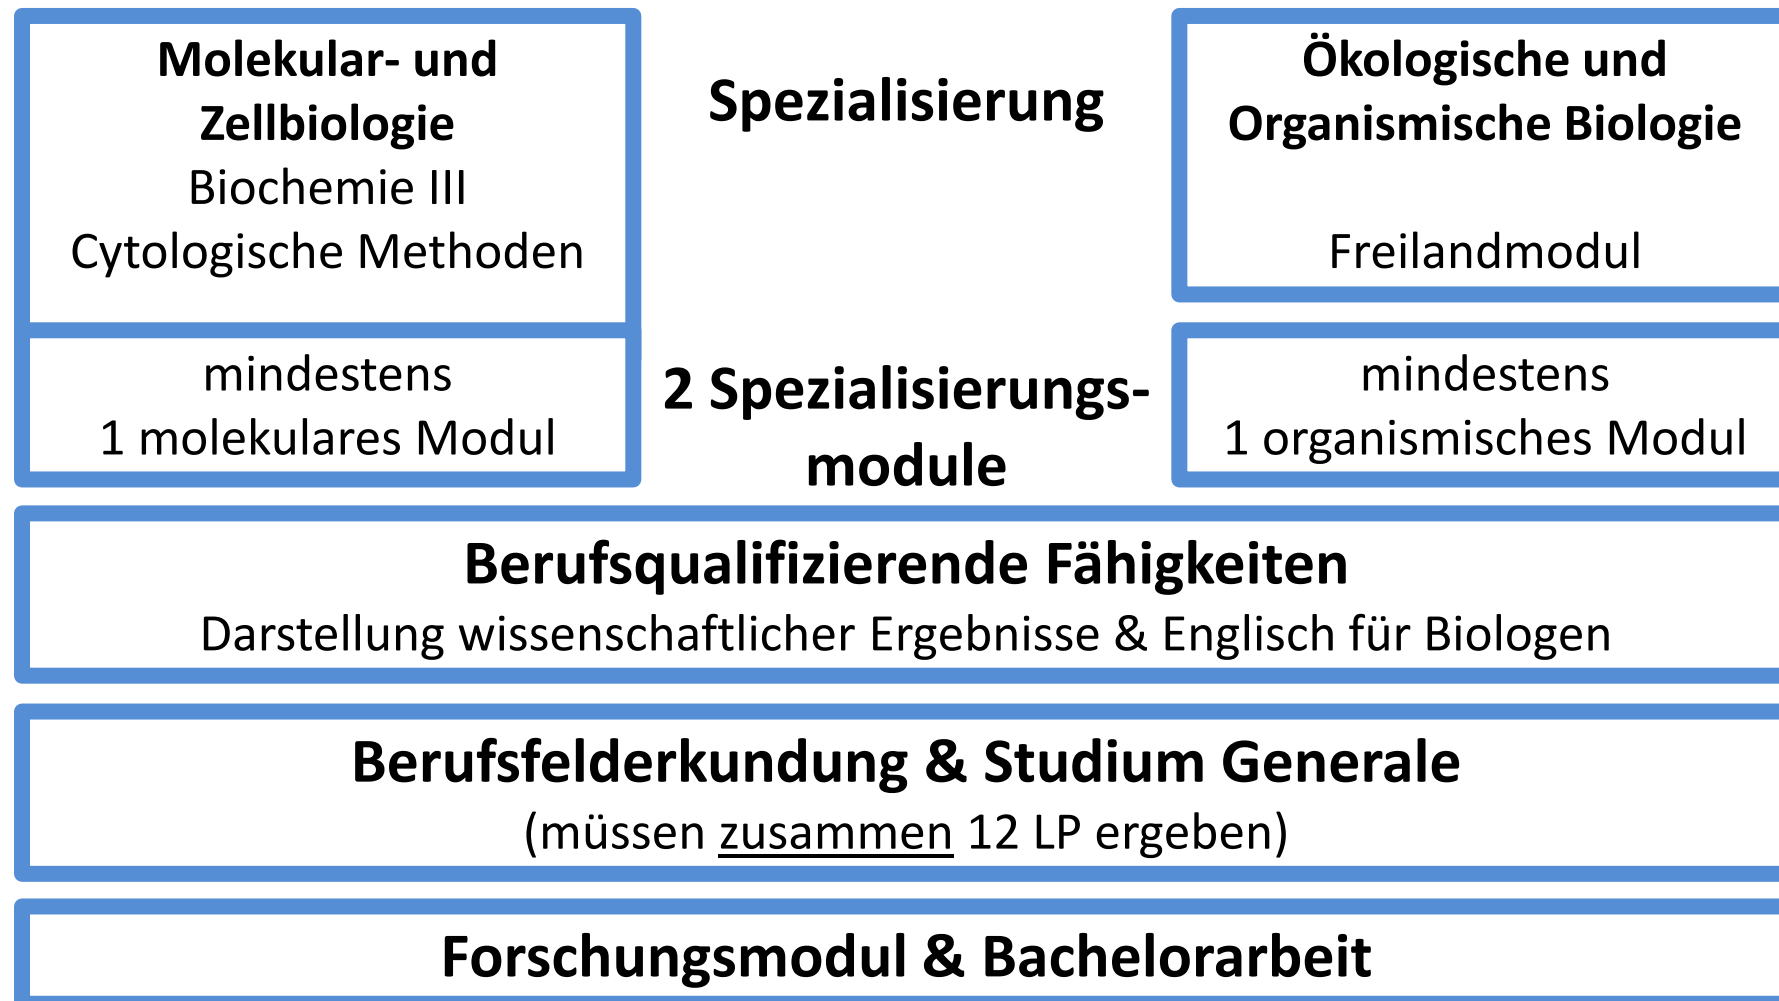 Molekular- und
Zellbiologie
Biochemie III
Cytologische Methoden
Spezialisierung
Ökologische und
Organismische Biologie
Freilandmodul
mindestens
1 molekulares Modul
2 Spezialisierungs-
module
mindestens
1 organismisches Modul
Berufsqualifizierende Fähigkeiten
Darstellung wissenschaftlicher Ergebnisse & Englisch für Biologen
Berufsfelderkundung & Studium Generale
(müssen zusammen 12 LP ergeben)
Forschungsmodul & Bachelorarbeit